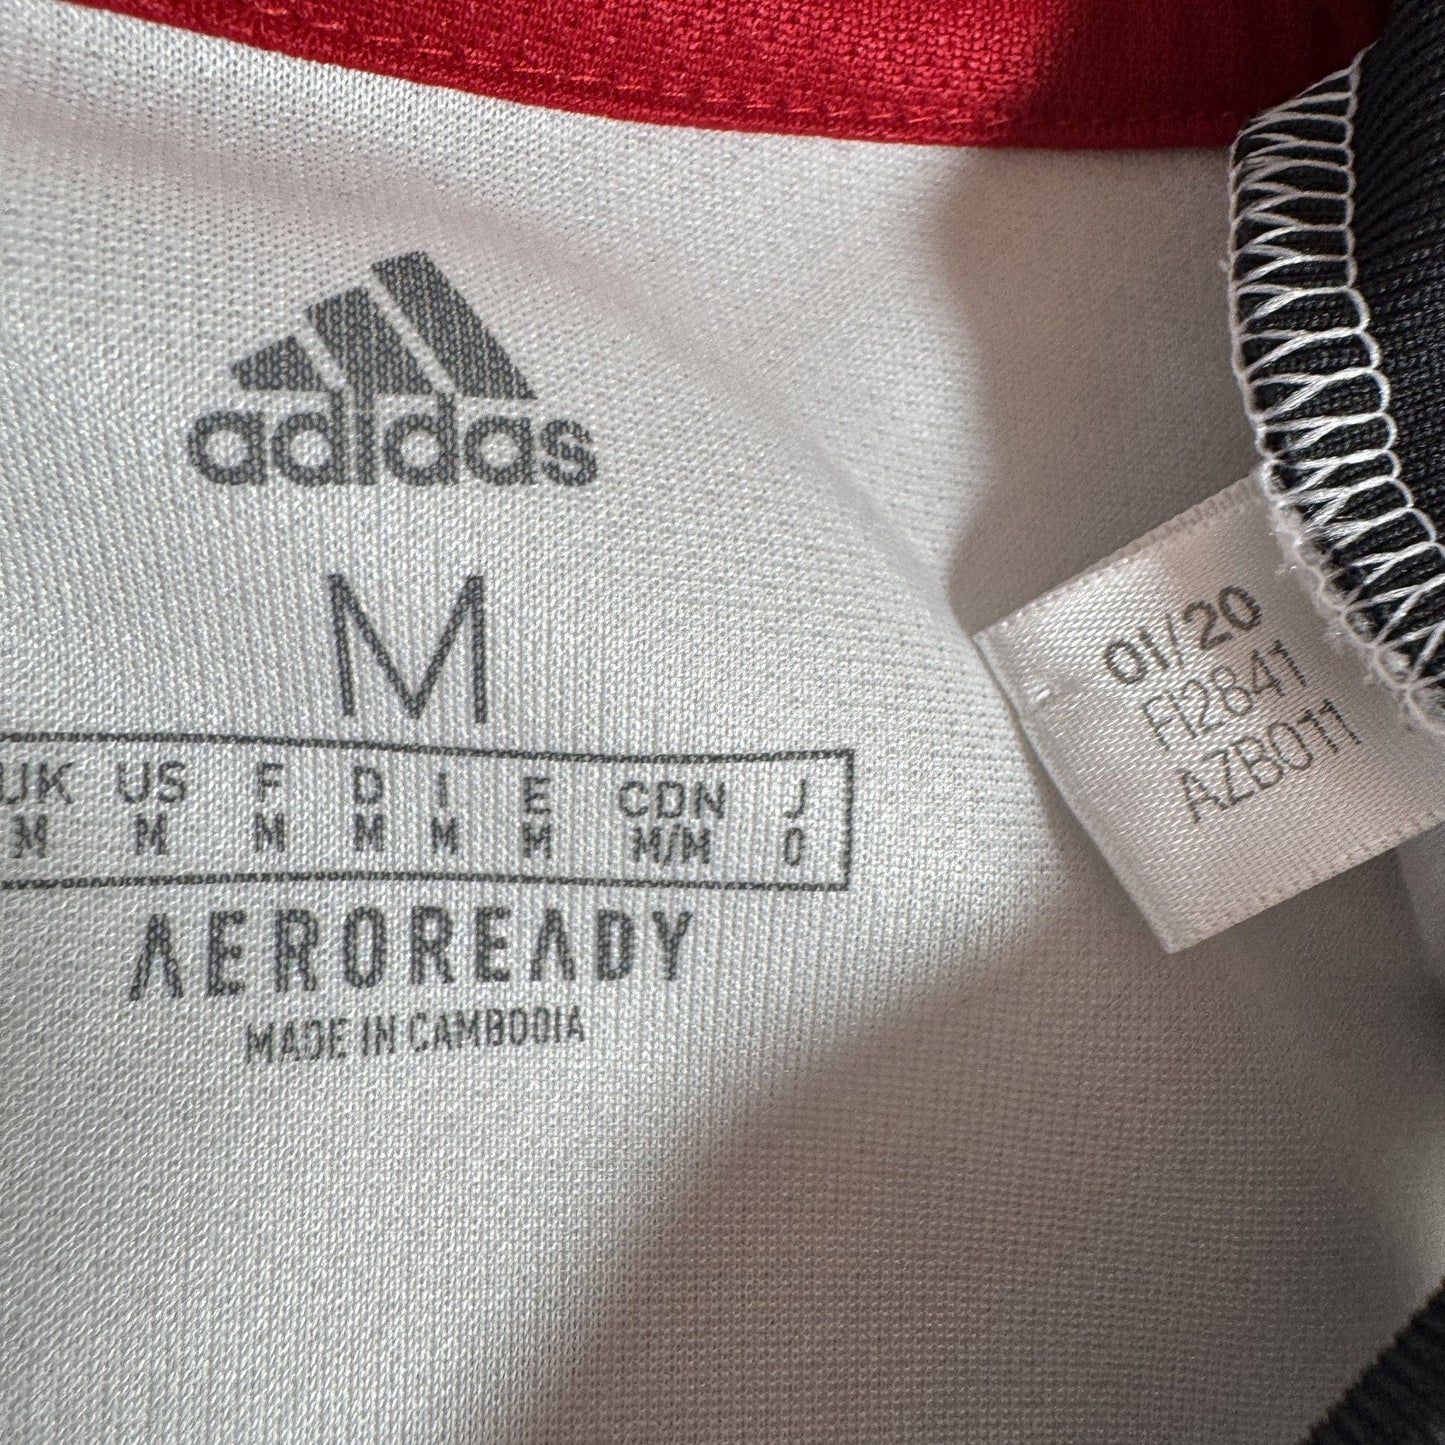 adidas
M
UK US F D I E CDN J
M M M M M M M/M O
AEROREADY
MADE IN CAMBODIA
01/20
FI2841
AZB011